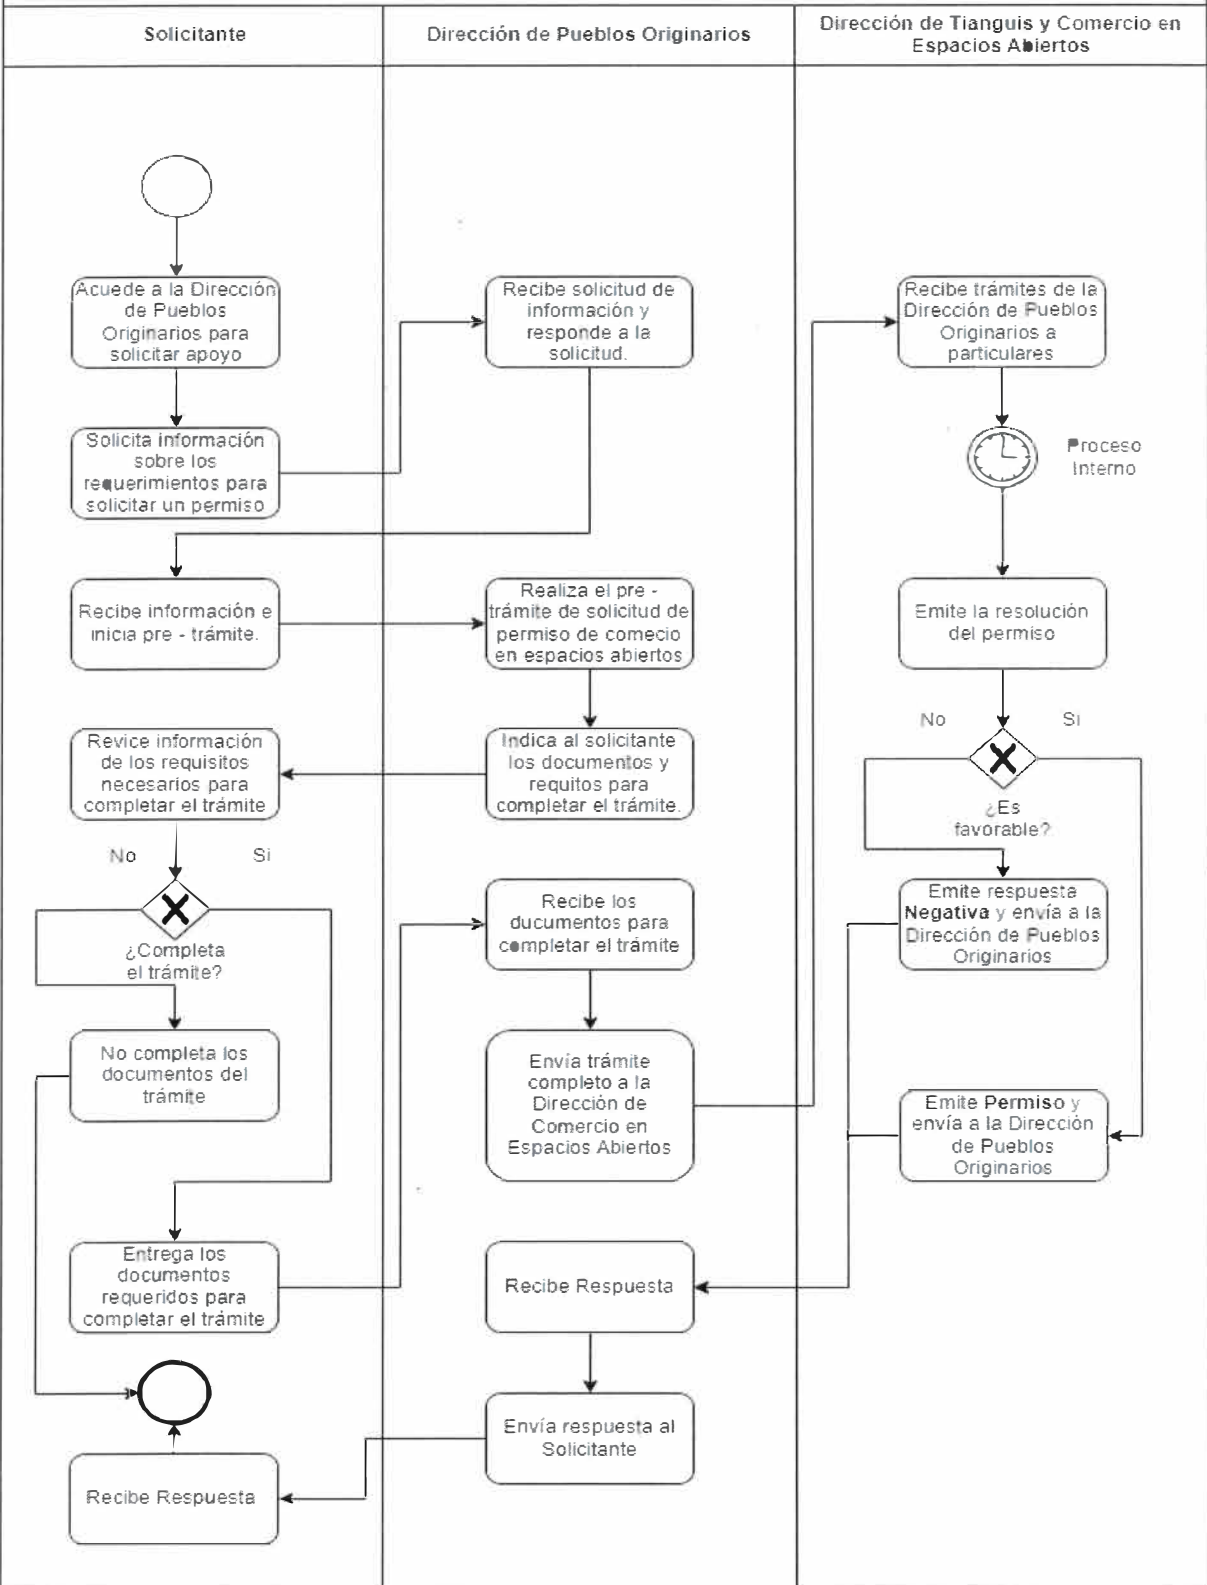 Solicitante
Dirección de Pueblos Originarios
Dirección de Tianguis y Comercio en
Espacios Abiertos
Acuede a la Dirección
de Pueblos
Originarios para
solicitar apoyo
Recibe solicitud de
información y
responde a la
solicitud.
Recibe trámites de la
Dirección de Pueblos
Originarios a
particulares
Solicita información
sobre los
requerimientos para
solicitar un permiso
Proceso
Interno
Recibe información e
inicia pre - trámite.
Realiza el pre -
trámite de solicitud de
permiso de comecio
en espacios abiertos
Emite la resolución
del permiso
No
Si
¿Es
favorable?
Revice información
de los requisitos
necesarios para
completar el trámite
Indica al solicitante
los documentos y
requitos para
completar el trámite.
No
Si
¿Completa
el trámite?
Recibe los
ducumentos para
completar el trámite
Emite respuesta
Negativa y envía a la
Dirección de Pueblos
Originarios
No completa los
documentos del
trámite
Envía trámite
completo a la
Dirección de
Comercio en
Espacios Abiertos
Emite Permiso y
envía a la Dirección
de Pueblos
Originarios
Entrega los
documentos
requeridos para
completar el trámite
Recibe Respuesta
Envía respuesta al
Solicitante
Recibe Respuesta